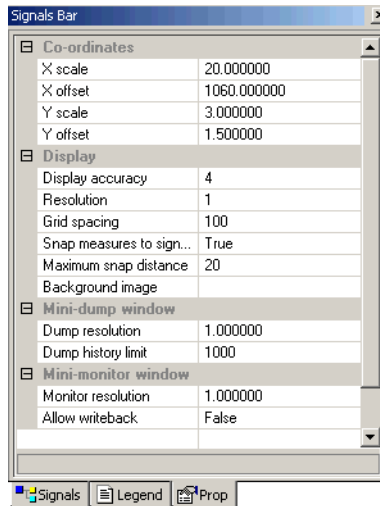 Signals Bar
Co-ordinates
X scale 20.000000
X offset 1060.000000
Y scale 3.000000
Y offset 1.500000
Display
Display accuracy 4
Resolution 1
Grid spacing 100
Snap measures to sign... True
Maximum snap distance 20
Background image
Mini-dump window
Dump resolution 1.000000
Dump history limit 1000
Mini-monitor window
Monitor resolution 1.000000
Allow writeback False
Signals Legend Prop